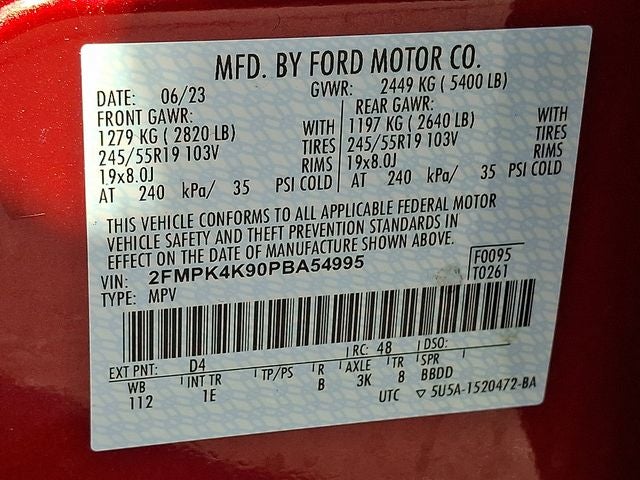 MFD. BY FORD MOTOR CO.
DATE: 06/23 GVWR: 2449 KG ( 5400 LB)
FRONT GAWR: REAR GAWR:
1279 KG ( 2820 LB) WITH 1197 KG ( 2640 LB) WITH
245/55R19 103V TIRES 245/55R19 103V TIRES
19x8.0J RIMS 19x8.0J RIMS
AT 240 kPa/ 35 PSI COLD AT 240 kPa/ 35 PSI COLD
THIS VEHICLE CONFORMS TO ALL APPLICABLE FEDERAL MOTOR
VEHICLE SAFETY AND THEFT PREVENTION STANDARDS IN
EFFECT ON THE DATE OF MANUFACTURE SHOWN ABOVE.
VIN: 2FMPK4K90PBA54995 F0095
TYPE: MPV T0261
EXT PNT: D4 RC: 48 DSO:
WB INT TR TP/PS R AXLE TR SPR
112 1E B 3K 8 BBDD
UTC ▽ 5U5A-1520472-BA